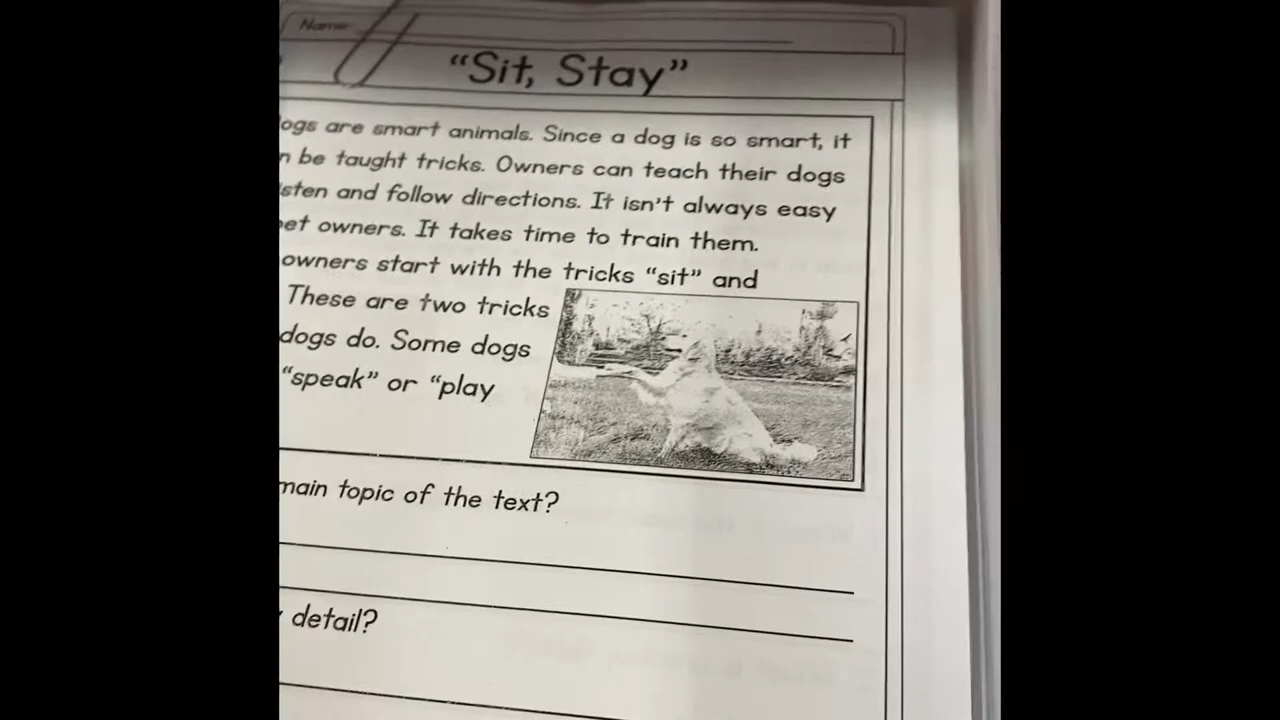 Name
"Sit, Stay"
ogs are smart animals. Since a dog is so smart, it
n be taught tricks. Owners can teach their dogs
sten and follow directions. It isn't always easy
et owners. It takes time to train them.
owners start with the tricks "sit" and
These are two tricks
dogs do. Some dogs
"speak" or "play
main topic of the text?
detail?